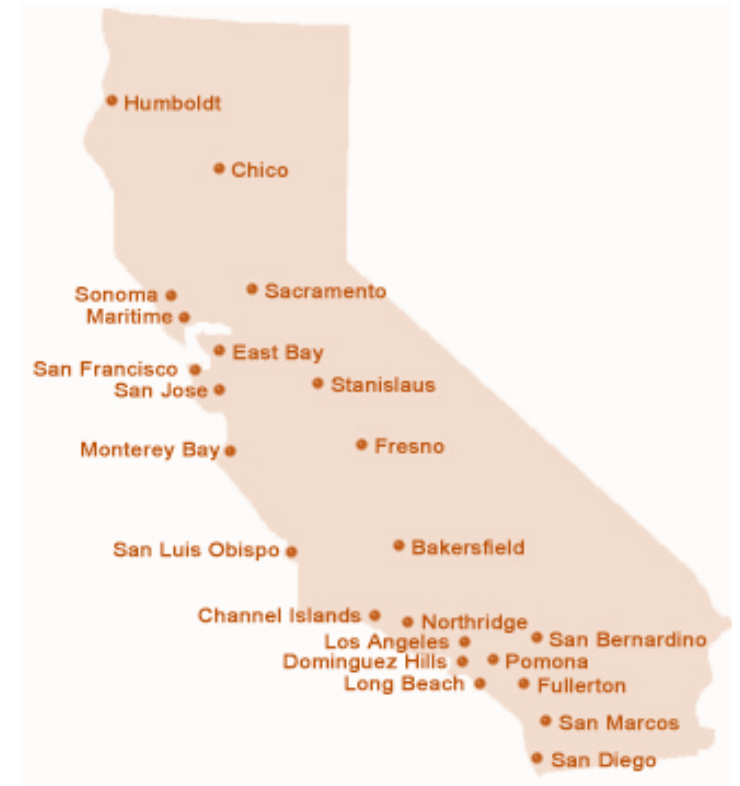 Humboldt
Chico
Sonoma
Sacramento
Maritime
East Bay
San Francisco
San Jose
Stanislaus
Monterey Bay
Fresno
San Luis Obispo
Bakersfield
Channel Islands
Northridge
Los Angeles
San Bernardino
Dominguez Hills
Pomona
Long Beach
Fullerton
San Marcos
San Diego